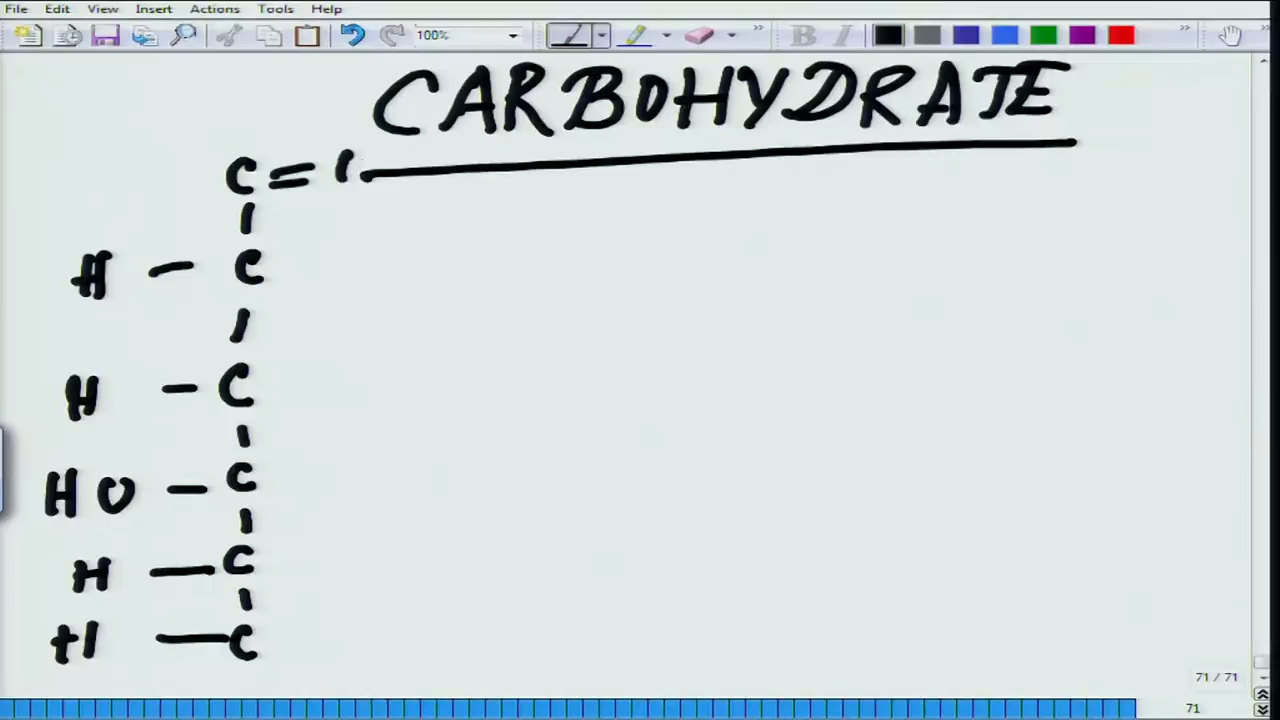 File Edit View Insert Actions Tools Help
100%
CARBOHYDRATE
C =
H - C
H - C
HO - C
H - C
H - C
71 / 71
71